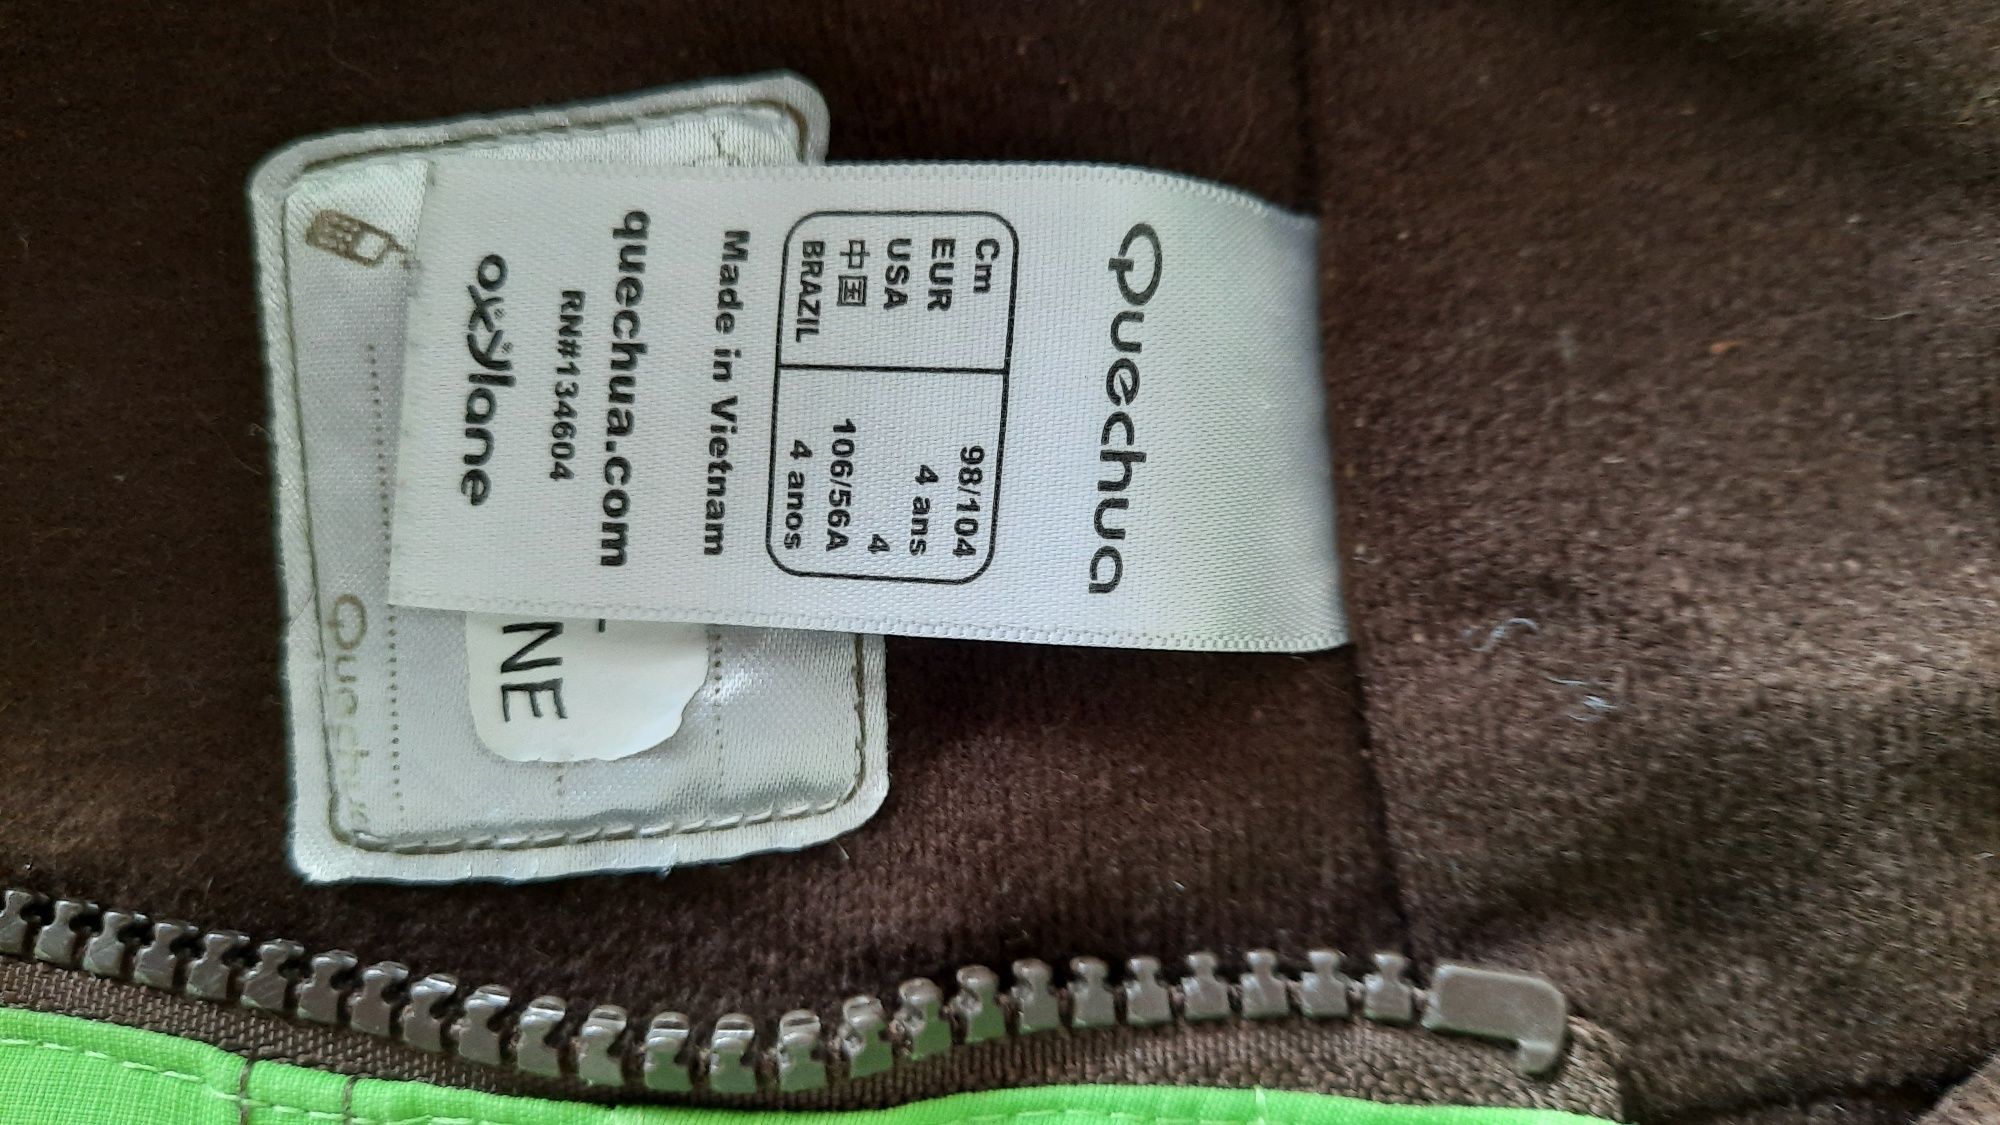 Quechua
Cm 98/104
EUR 4 ans
USA 4
中国 106/56A
BRAZIL 4 anos
Made in Vietnam
quechua.com
RN#134604
oxylane
Quechua
NE